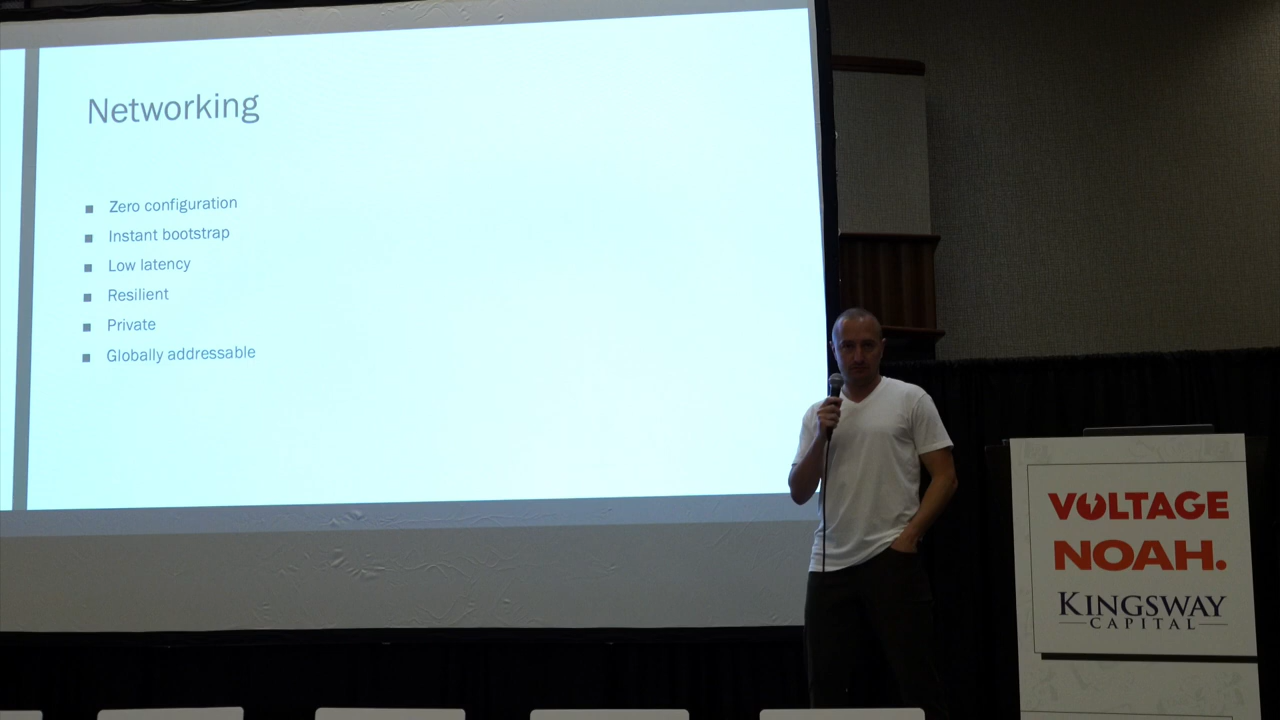 Networking
Zero configuration
Instant bootstrap
Low latency
Resilient
Private
Globally addressable
VOLTAGE
NOAH.
KINGSWAY
CAPITAL